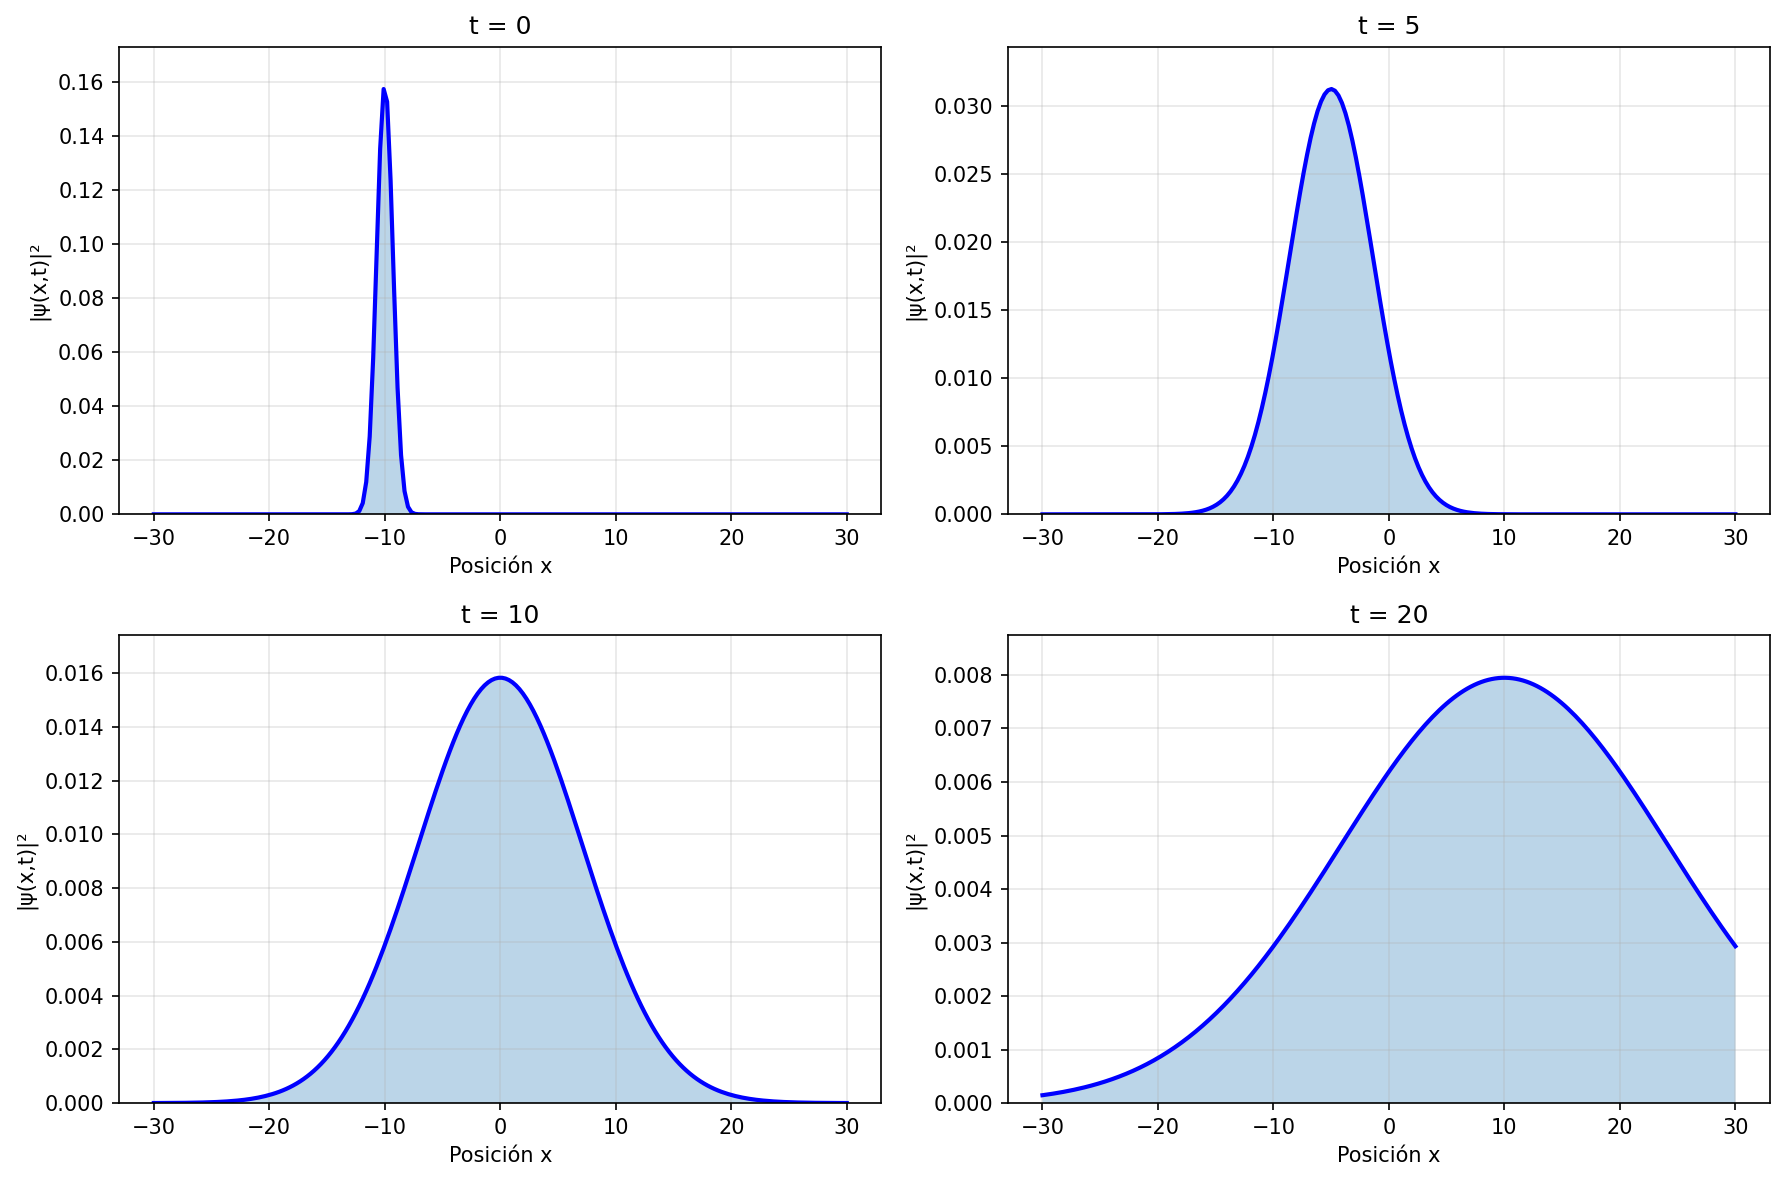 t = 0
|ψ(x,t)|²
0.16
0.14
0.12
0.10
0.08
0.06
0.04
0.02
0.00
−30 −20 −10 0 10 20 30
Posición x
t = 5
|ψ(x,t)|²
0.030
0.025
0.020
0.015
0.010
0.005
0.000
−30 −20 −10 0 10 20 30
Posición x
t = 10
|ψ(x,t)|²
0.016
0.014
0.012
0.010
0.008
0.006
0.004
0.002
0.000
−30 −20 −10 0 10 20 30
Posición x
t = 20
|ψ(x,t)|²
0.008
0.007
0.006
0.005
0.004
0.003
0.002
0.001
0.000
−30 −20 −10 0 10 20 30
Posición x